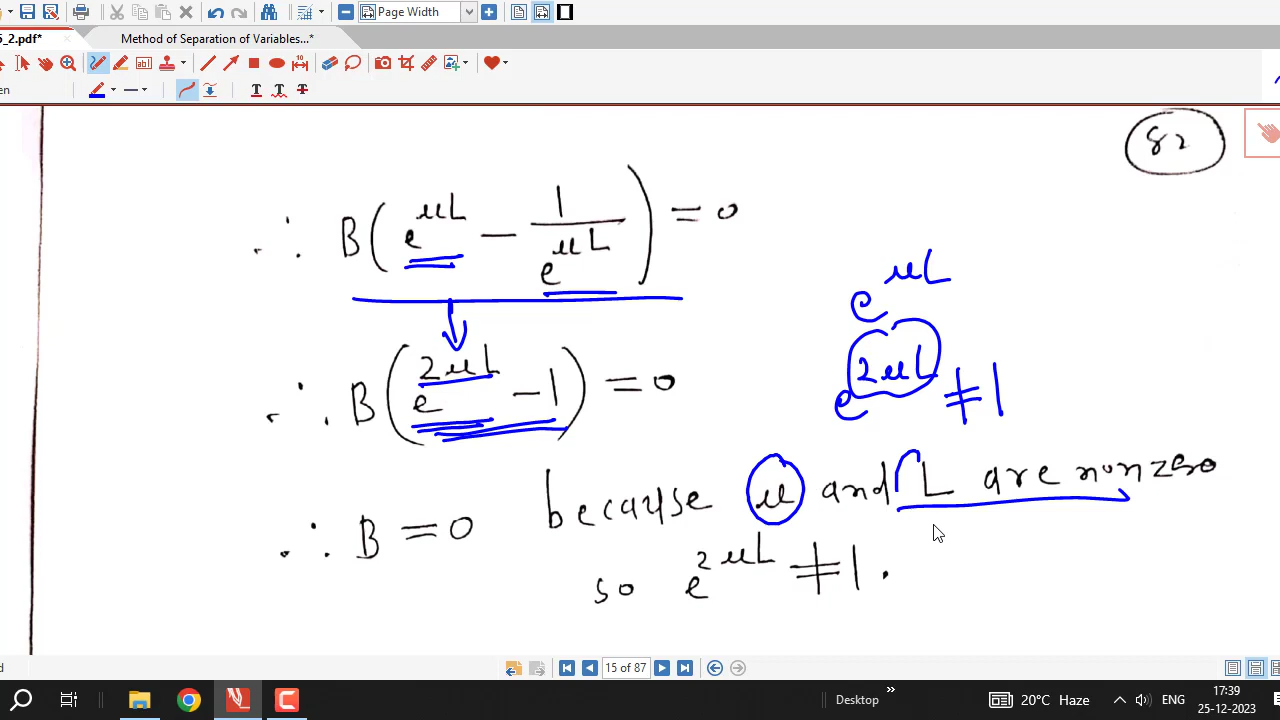 Page Width
5_2.pdf*
Method of Separation of Variables...*
en
82
∴ B(e^{μL} − 1/e^{μL}) = 0
e^{μL}
∴ B(e^{2μL} − 1) = 0
e^{2μL} ≠ 1
∴ B = 0 because μ and L are nonzero
so e^{2μL} ≠ 1.
d
15 of 87
Desktop
»
20°C Haze
ENG
17:39
25-12-2023